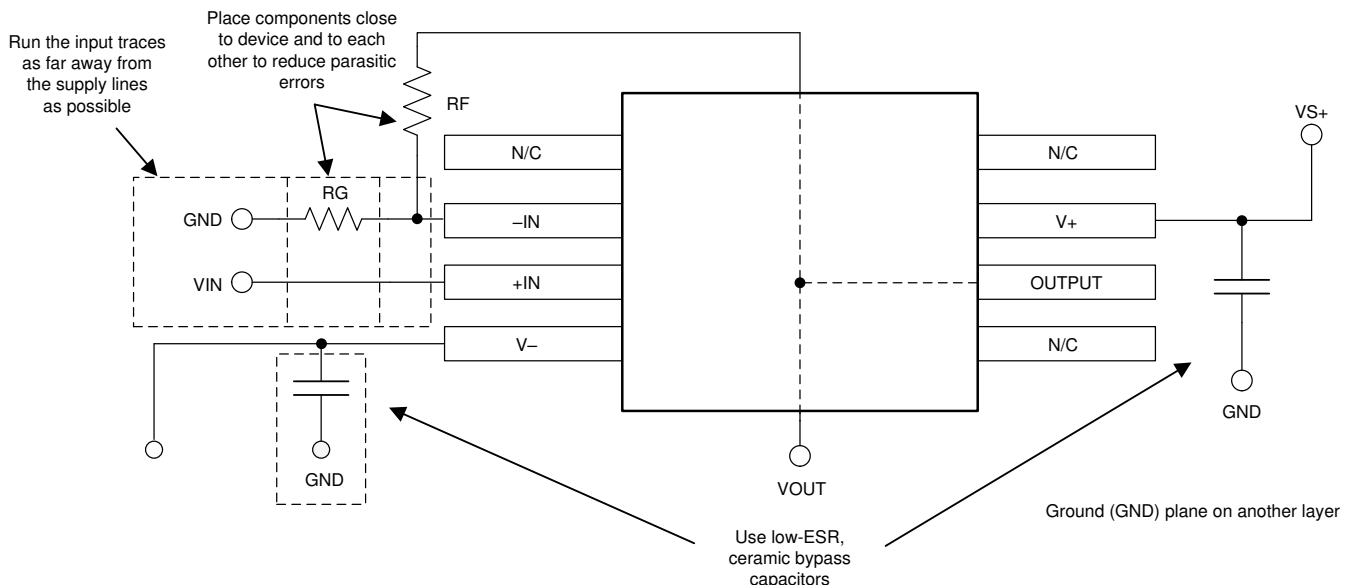 Run the input traces
as far away from
the supply lines
as possible
Place components close
to device and to each
other to reduce parasitic
errors
RF
VS+
N/C
N/C
RG
GND
–IN
V+
VIN
+IN
OUTPUT
V–
N/C
GND
GND
VOUT
Ground (GND) plane on another layer
Use low-ESR,
ceramic bypass
capacitors